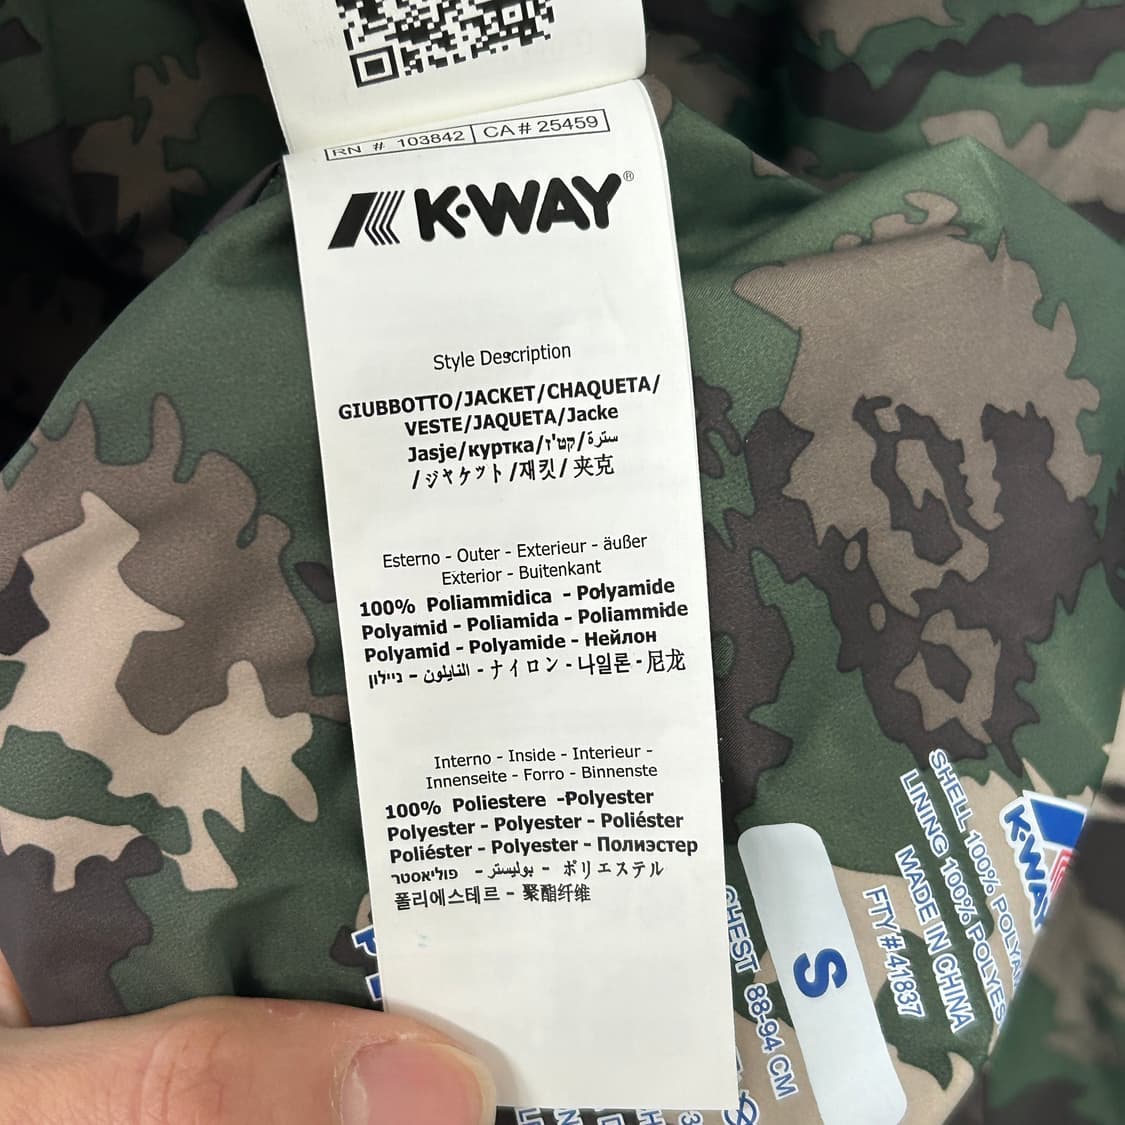 RN # 103842 | CA # 25459
K·WAY®
Style Description
GIUBBOTTO/JACKET/CHAQUETA/
VESTE/JAQUETA/Jacke
Jasje/куртка/קט'ז/سترة
/ジャケット/재킷/夹克
Esterno - Outer - Exterieur - äußer
Exterior - Buitenkant
100% Poliammidica - Polyamide
Polyamid - Poliamida - Poliammide
Polyamid - Polyamide - Нейлон
ניילון - النايلون - ナイロン - 나일론 - 尼龙
Interno - Inside - Interieur -
Innenseite - Forro - Binnenste
100% Poliestere -Polyester
Polyester - Polyester - Poliéster
Poliéster - Polyester - Полиэстер
פוליאסטר - بوليستر - ポリエステル
폴리에스테르 - 聚酯纤维
K·WAY
SHELL 100% POLYA
LINING 100% POLYES
MADE IN CHINA
FTY # 41837
S
CHEST 88-94 CM